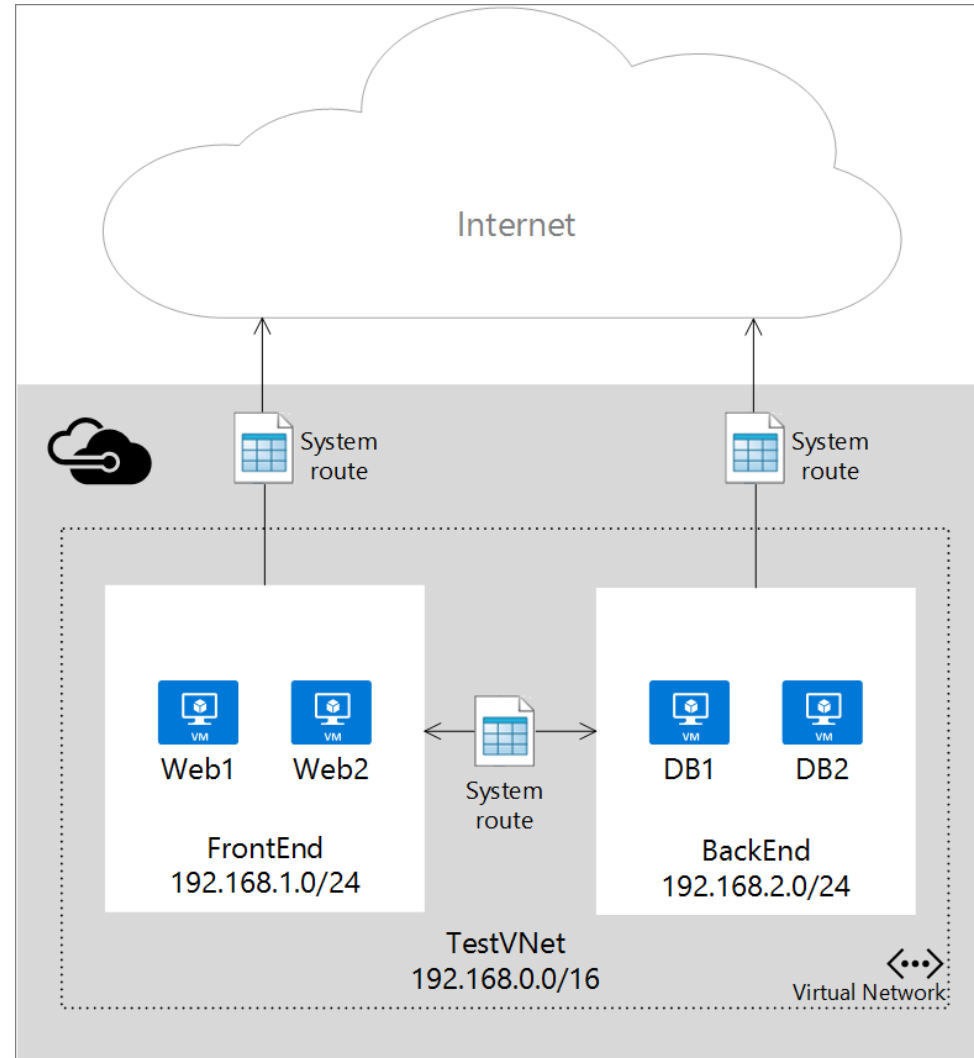 Internet
System
route
System
route
VM
Web1
VM
Web2
FrontEnd
192.168.1.0/24
System
route
VM
DB1
VM
DB2
BackEnd
192.168.2.0/24
TestVNet
192.168.0.0/16
Virtual Network